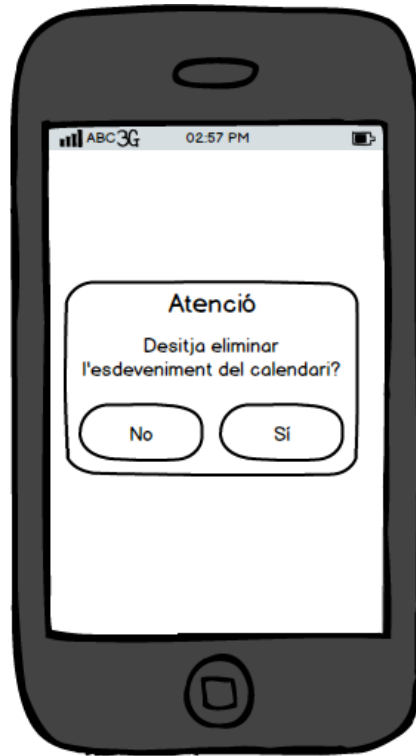 ABC 3G 02:57 PM
Atenció
Desitja eliminar
l'esdeveniment del calendari?
No Sí